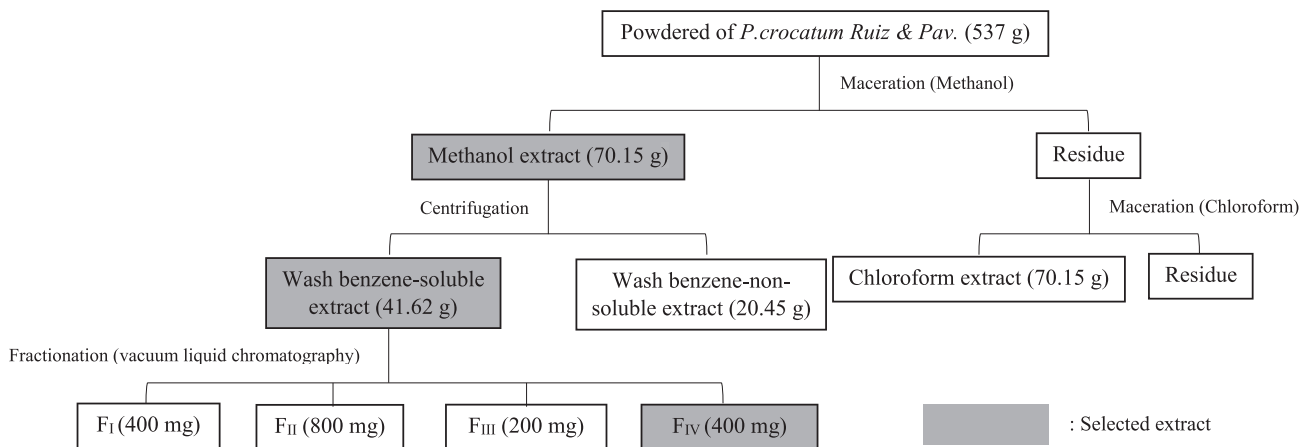 Powdered of P.crocatum Ruiz & Pav. (537 g)
Maceration (Methanol)
Methanol extract (70.15 g)
Residue
Centrifugation
Maceration (Chloroform)
Wash benzene-soluble
extract (41.62 g)
Wash benzene-non-
soluble extract (20.45 g)
Chloroform extract (70.15 g)
Residue
Fractionation (vacuum liquid chromatography)
FI (400 mg)
FII (800 mg)
FIII (200 mg)
FIV (400 mg)
: Selected extract